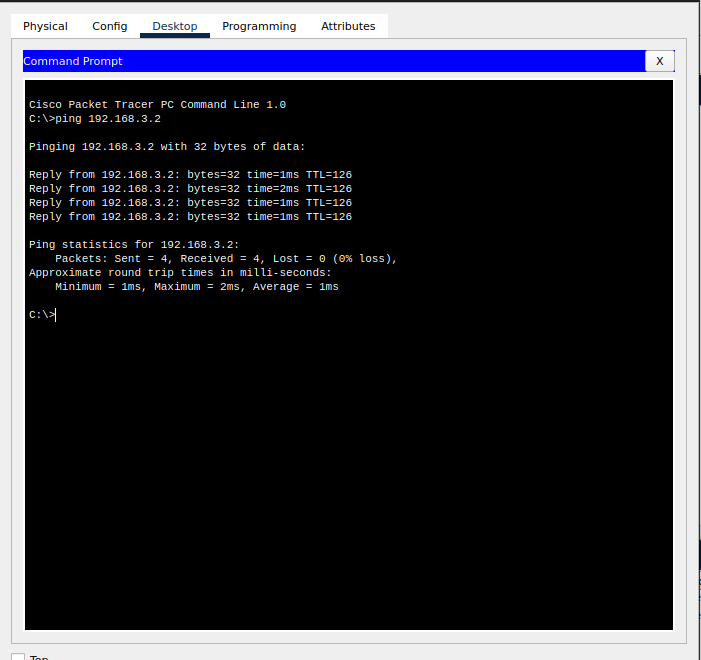 Physical Config Desktop Programming Attributes
Command Prompt X
Cisco Packet Tracer PC Command Line 1.0
C:\>ping 192.168.3.2
Pinging 192.168.3.2 with 32 bytes of data:
Reply from 192.168.3.2: bytes=32 time=1ms TTL=126
Reply from 192.168.3.2: bytes=32 time=2ms TTL=126
Reply from 192.168.3.2: bytes=32 time=1ms TTL=126
Reply from 192.168.3.2: bytes=32 time=1ms TTL=126
Ping statistics for 192.168.3.2:
    Packets: Sent = 4, Received = 4, Lost = 0 (0% loss),
Approximate round trip times in milli-seconds:
    Minimum = 1ms, Maximum = 2ms, Average = 1ms
C:\>
Top